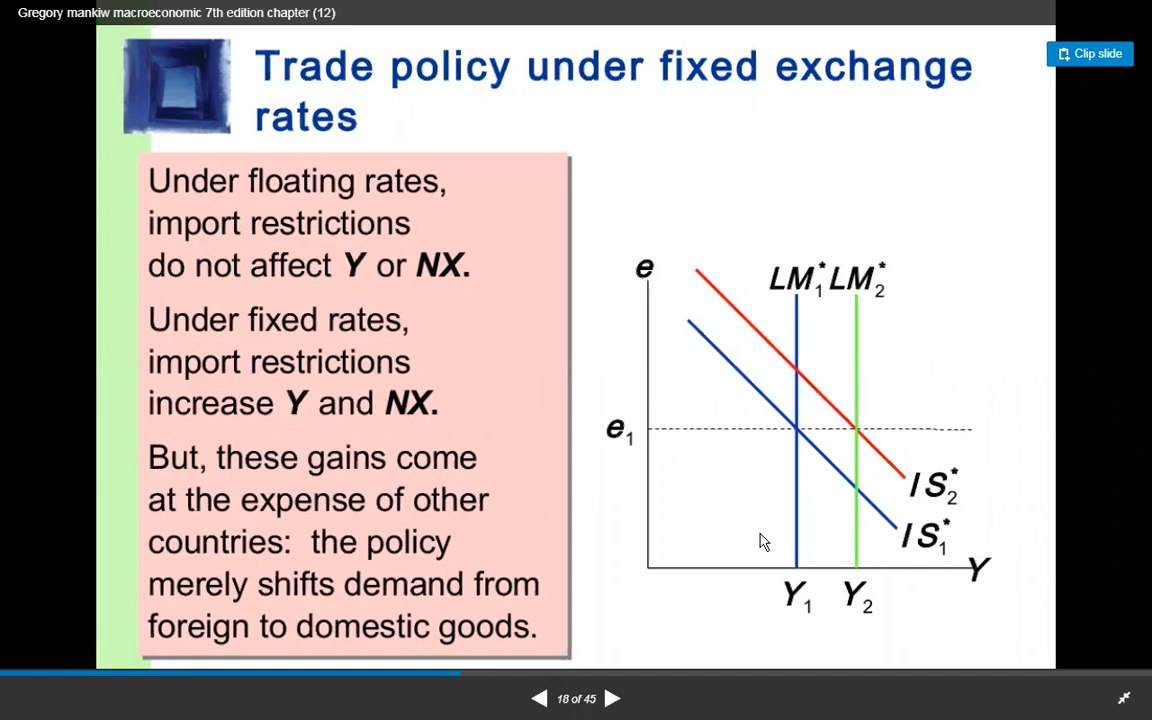 Gregory mankiw macroeconomic 7th edition chapter (12)
Clip slide
Trade policy under fixed exchange
rates
Under floating rates,
import restrictions
do not affect Y or NX.
Under fixed rates,
import restrictions
increase Y and NX.
But, these gains come
at the expense of other
countries: the policy
merely shifts demand from
foreign to domestic goods.
e
LM*1 LM*2
e1
IS*2
IS*1
Y
Y1 Y2
18 of 45